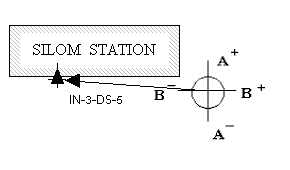 SILOM STATION
A+
B- B+
IN-3-DS-5
A-